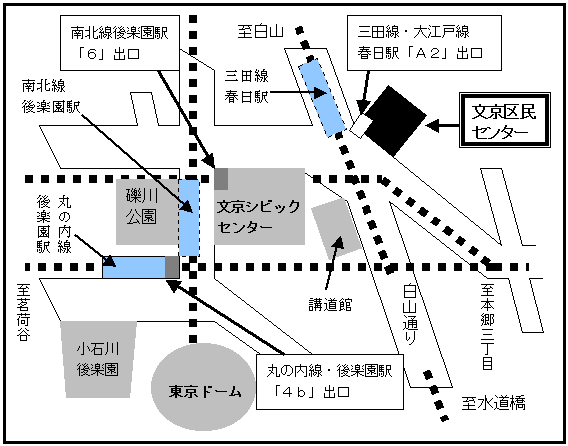 南北線後楽園駅
「6」出口
至白山
三田線・大江戸線
春日駅「A2」出口
南北線
後楽園駅
三田線
春日駅
文京区民
センター
礫川
公園
文京シビック
センター
丸の内線
後楽園駅
講道館
至茗荷谷
白山通り
至本郷三丁目
小石川
後楽園
東京ドーム
丸の内線・後楽園駅
「4b」出口
至水道橋